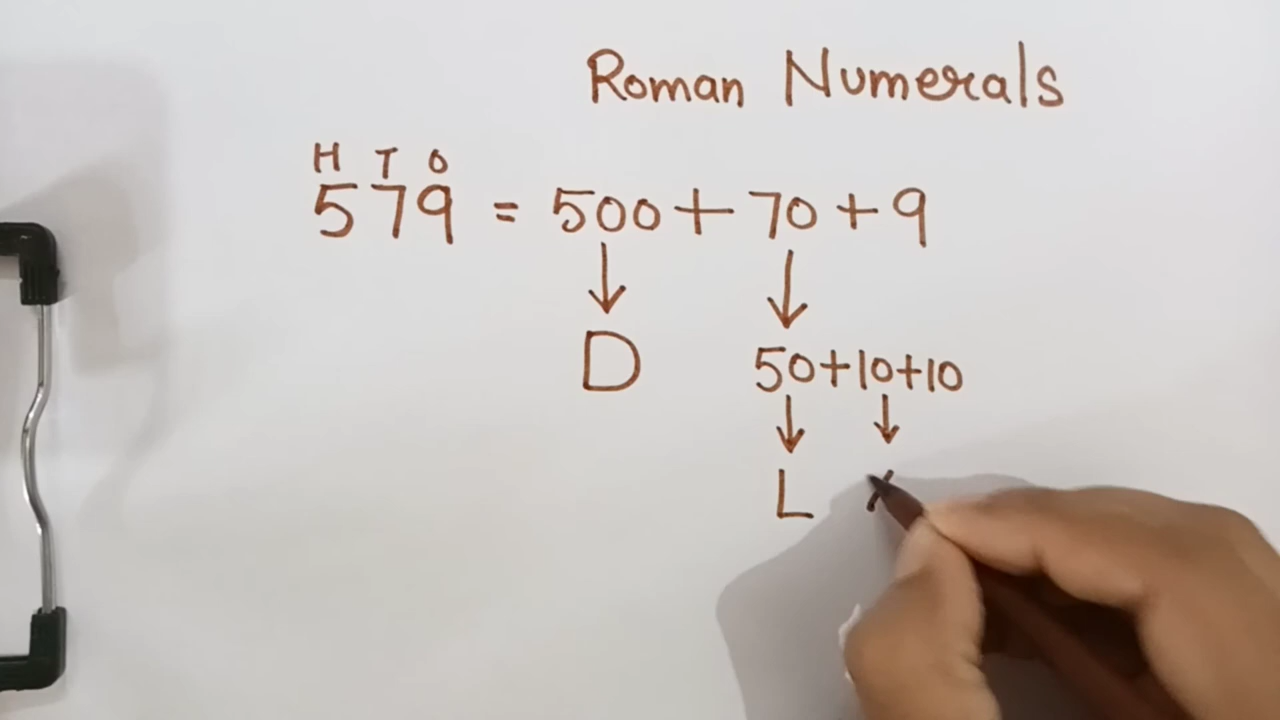 Roman Numerals
H T O
579 = 500 + 70 + 9
D 50+10+10
L X